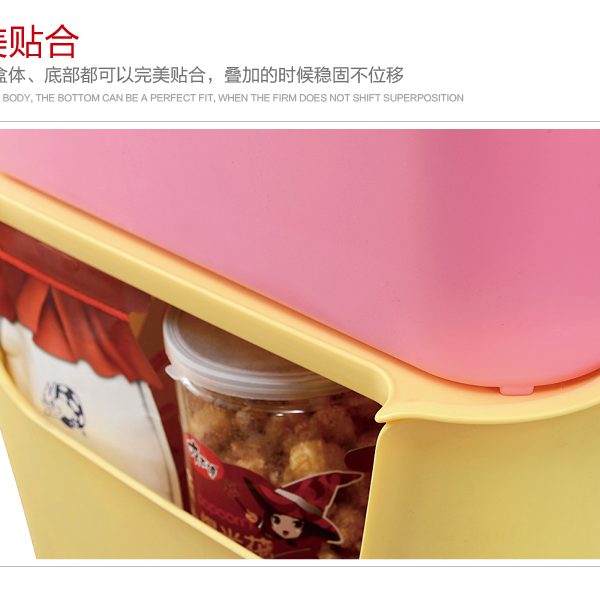 贴合
盒体、底部都可以完美贴合，叠加的时候稳固不位移
BODY, THE BOTTOM CAN BE A PERFECT FIT, WHEN THE FIRM DOES NOT SHIFT SUPERPOSITION
popcorn